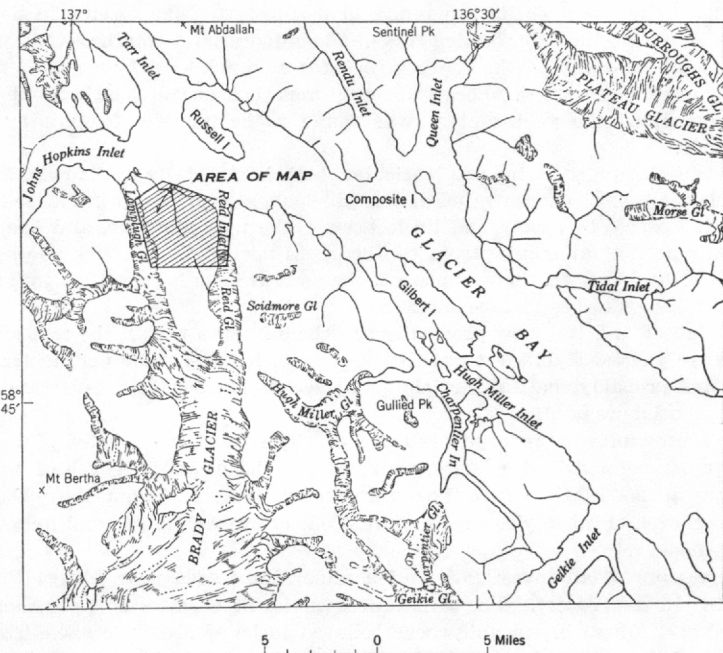 137°
136°30'
Mt Abdallah
Sentinel Pk
Tarr Inlet
Rendu Inlet
Queen Inlet
BURROUGHS GL
PLATEAU GLACIER
Russell I
Johns Hopkins Inlet
AREA OF MAP
Composite I
Lamplugh Gl
Reid Inlet
Morse Gl
GLACIER BAY
Tidal Inlet
Gilbert I
Reid Gl
Scidmore Gl
58°
45'
Hugh Miller Gl
Gullied Pk
Hugh Miller Inlet
Charpentier In
Mt Bertha
BRADY GLACIER
Charpentier Gl
Geikie Inlet
Geikie Gl
5 0 5 Miles